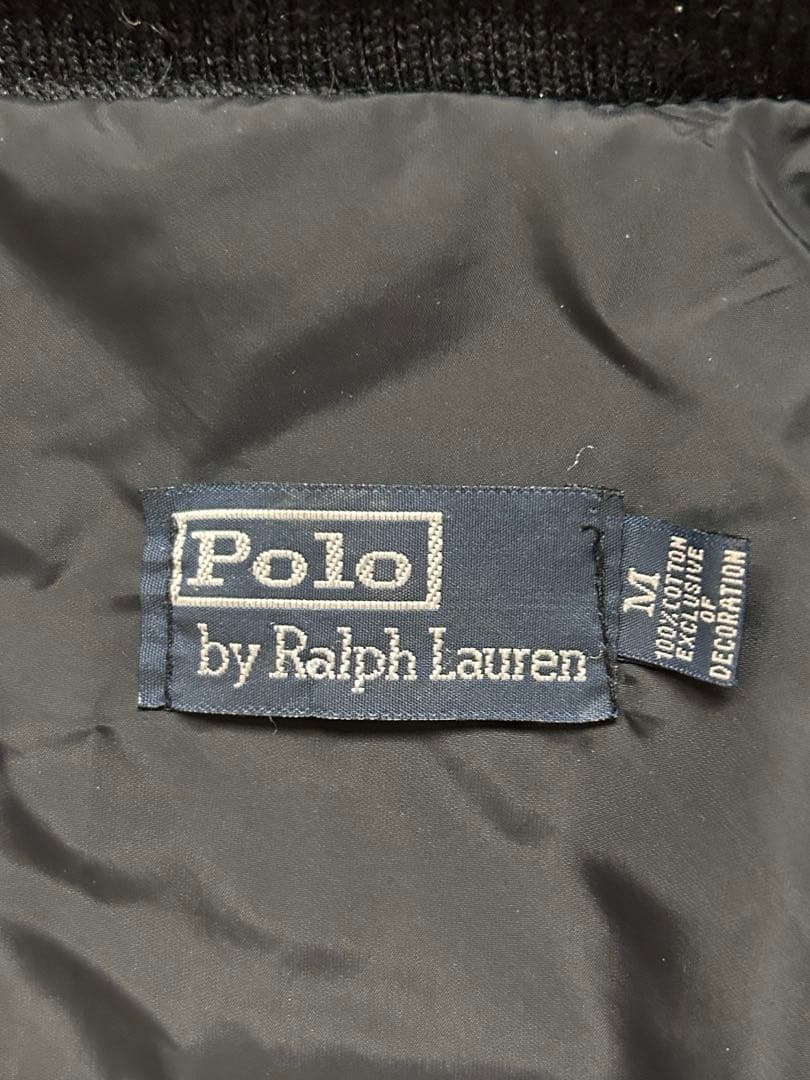 Polo
by Ralph Lauren
M
100% COTTON
EXCLUSIVE
OF
DECORATION